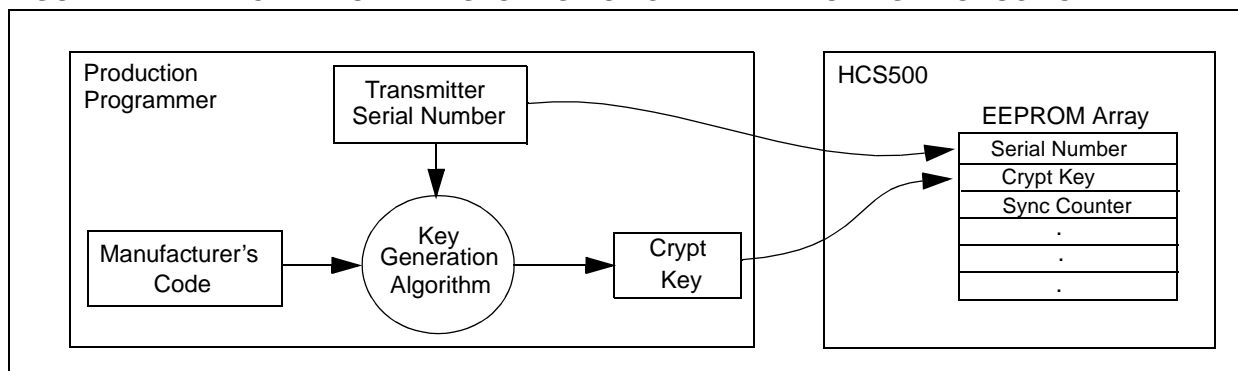 Production
Programmer
Transmitter
Serial Number
Manufacturer's
Code
Key
Generation
Algorithm
Crypt
Key
HCS500
EEPROM Array
Serial Number
Crypt Key
Sync Counter
.
.
.